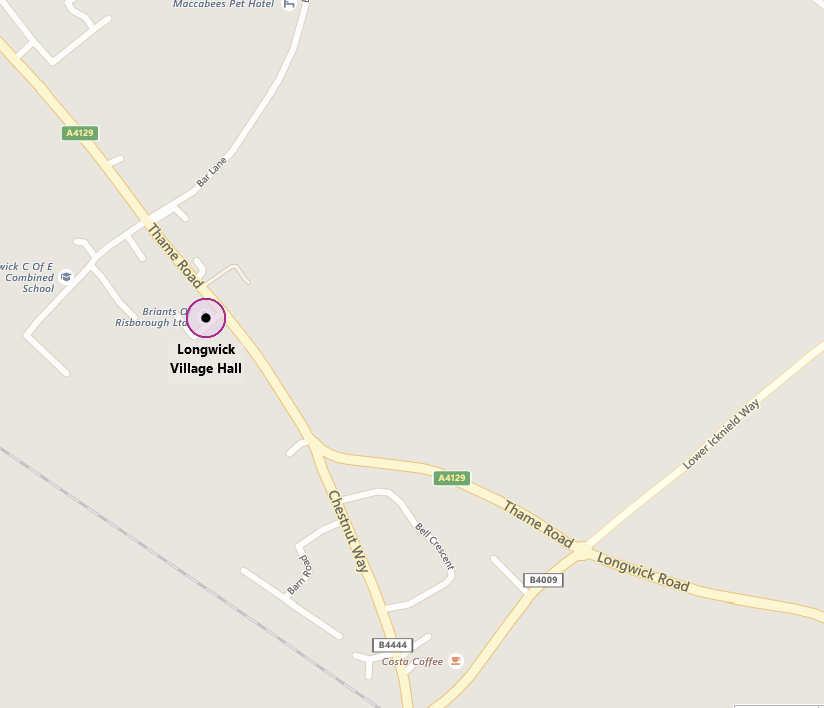 Maccabees Pet Hotel
A4129
Bar Lane
Thame Road
wick C Of E
Combined
School
Briants O
Risborough Ltd
Longwick
Village Hall
Lower Icknield Way
A4129
Thame Road
Chestnut Way
Bell Crescent
Longwick Road
Barn Road
B4009
B4444
Costa Coffee